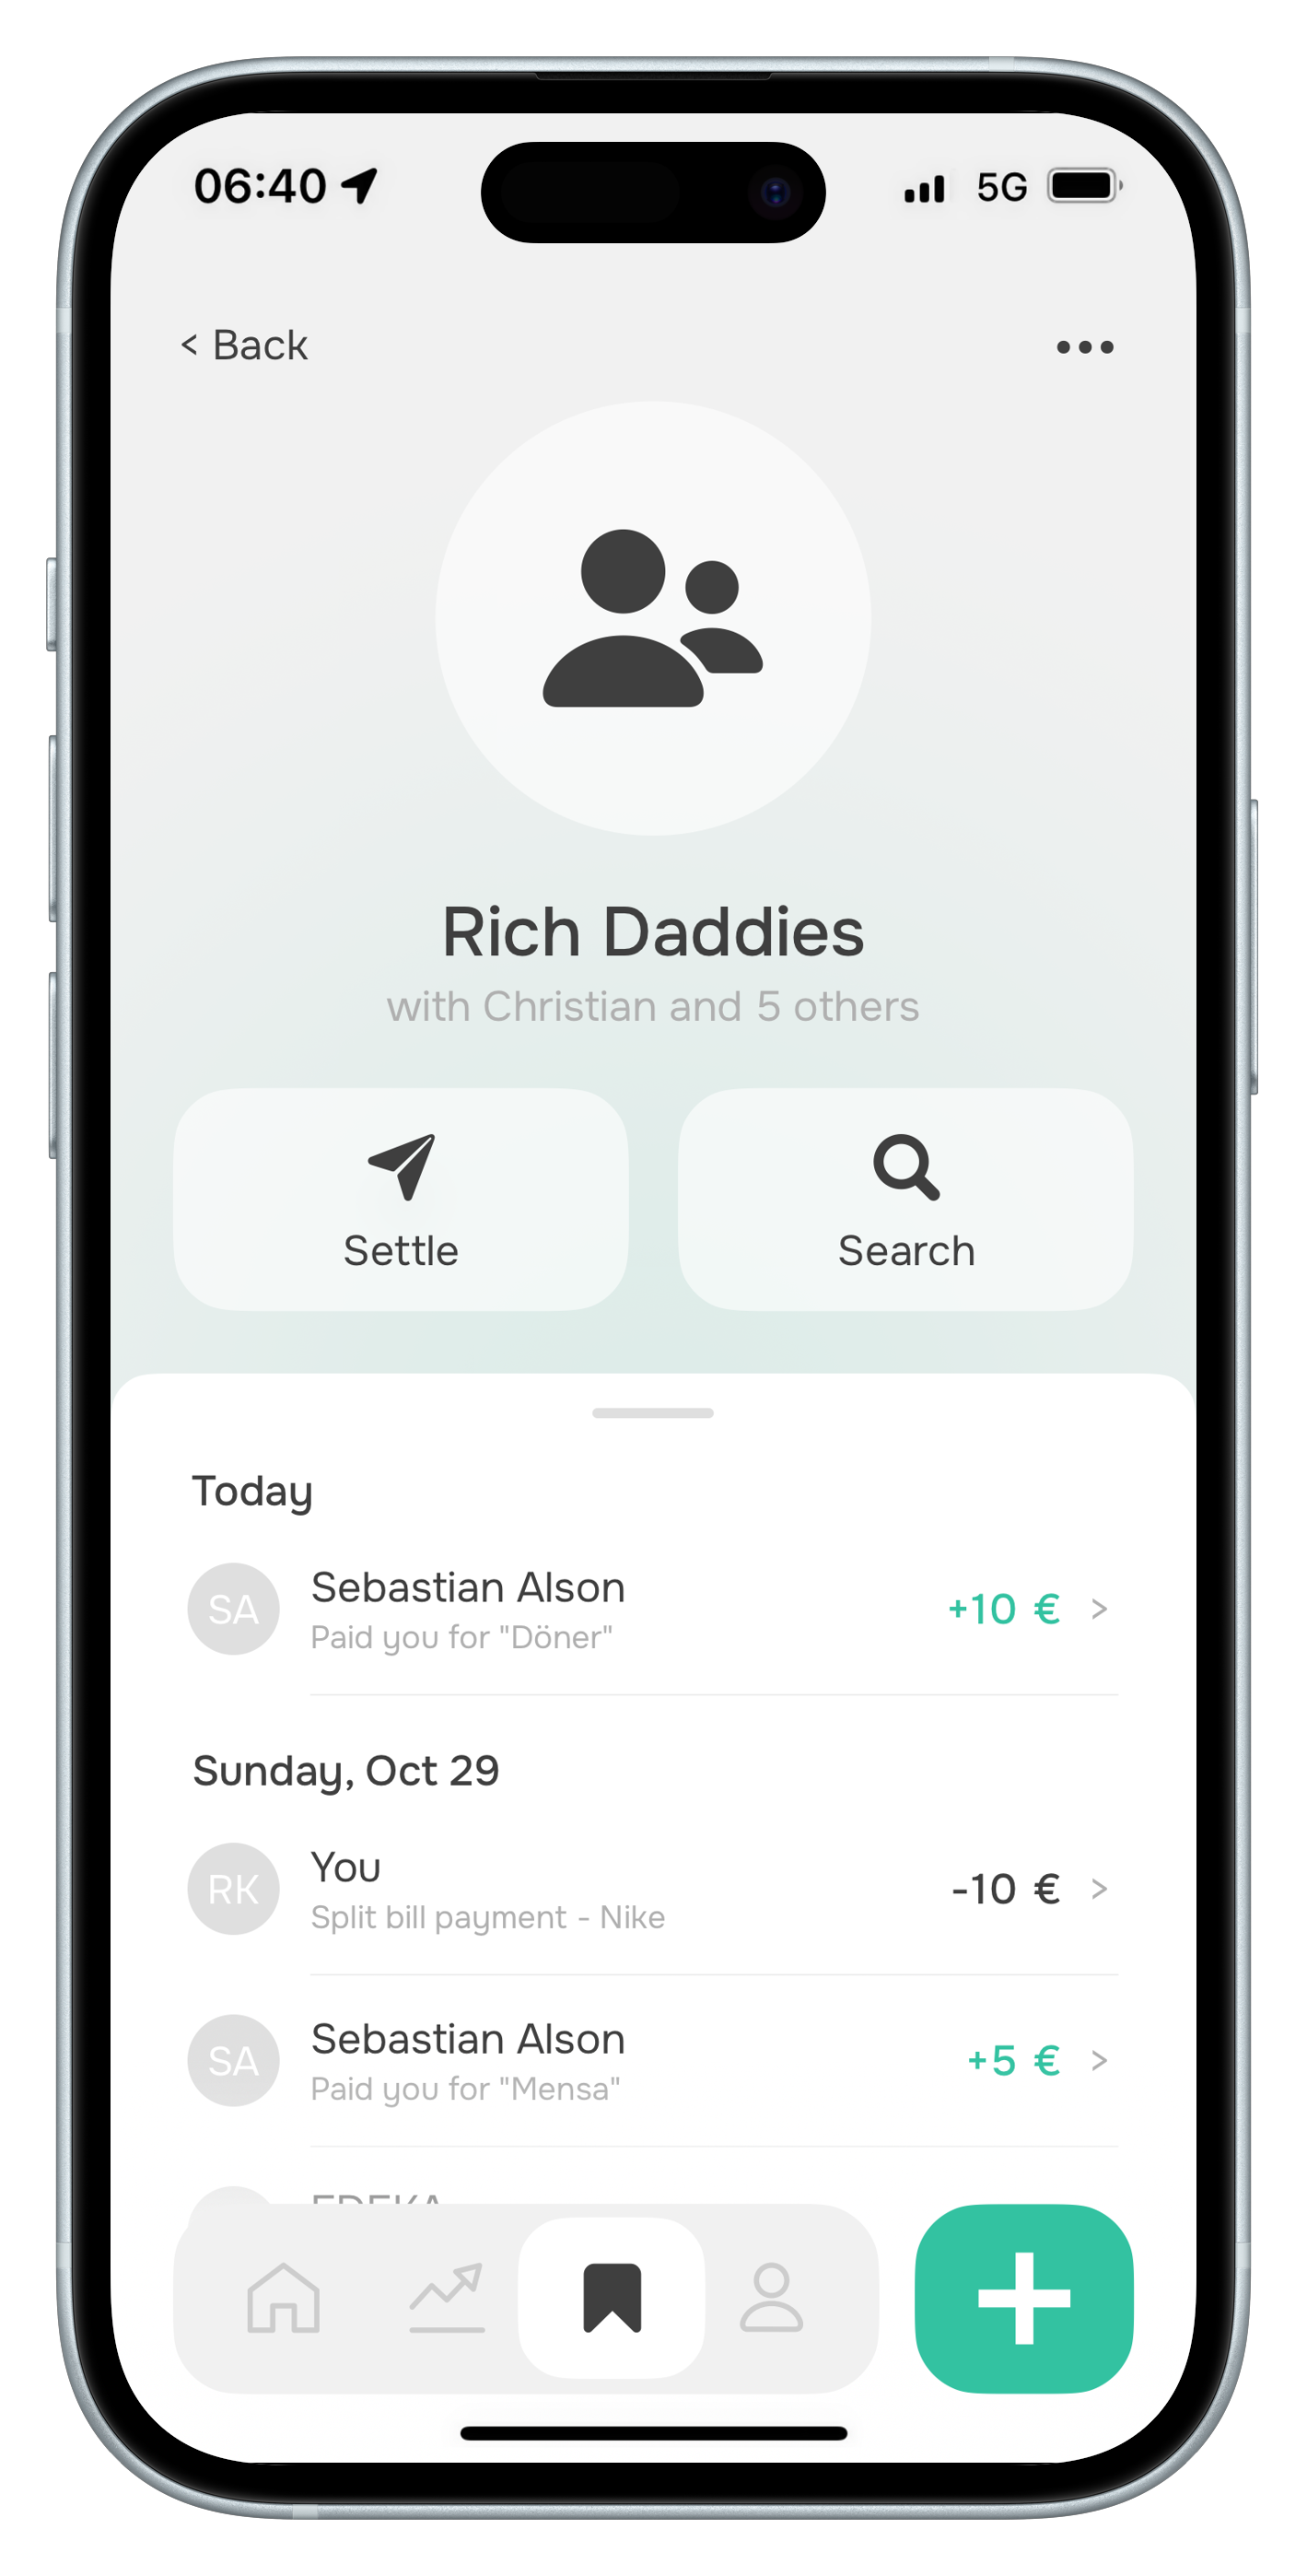 06:40
5G
< Back
Rich Daddies
with Christian and 5 others
Settle
Search
Today
SA
Sebastian Alson
Paid you for "Döner"
+10 €
>
Sunday, Oct 29
RK
You
Split bill payment - Nike
-10 €
>
SA
Sebastian Alson
Paid you for "Mensa"
+5 €
>
EDEKA